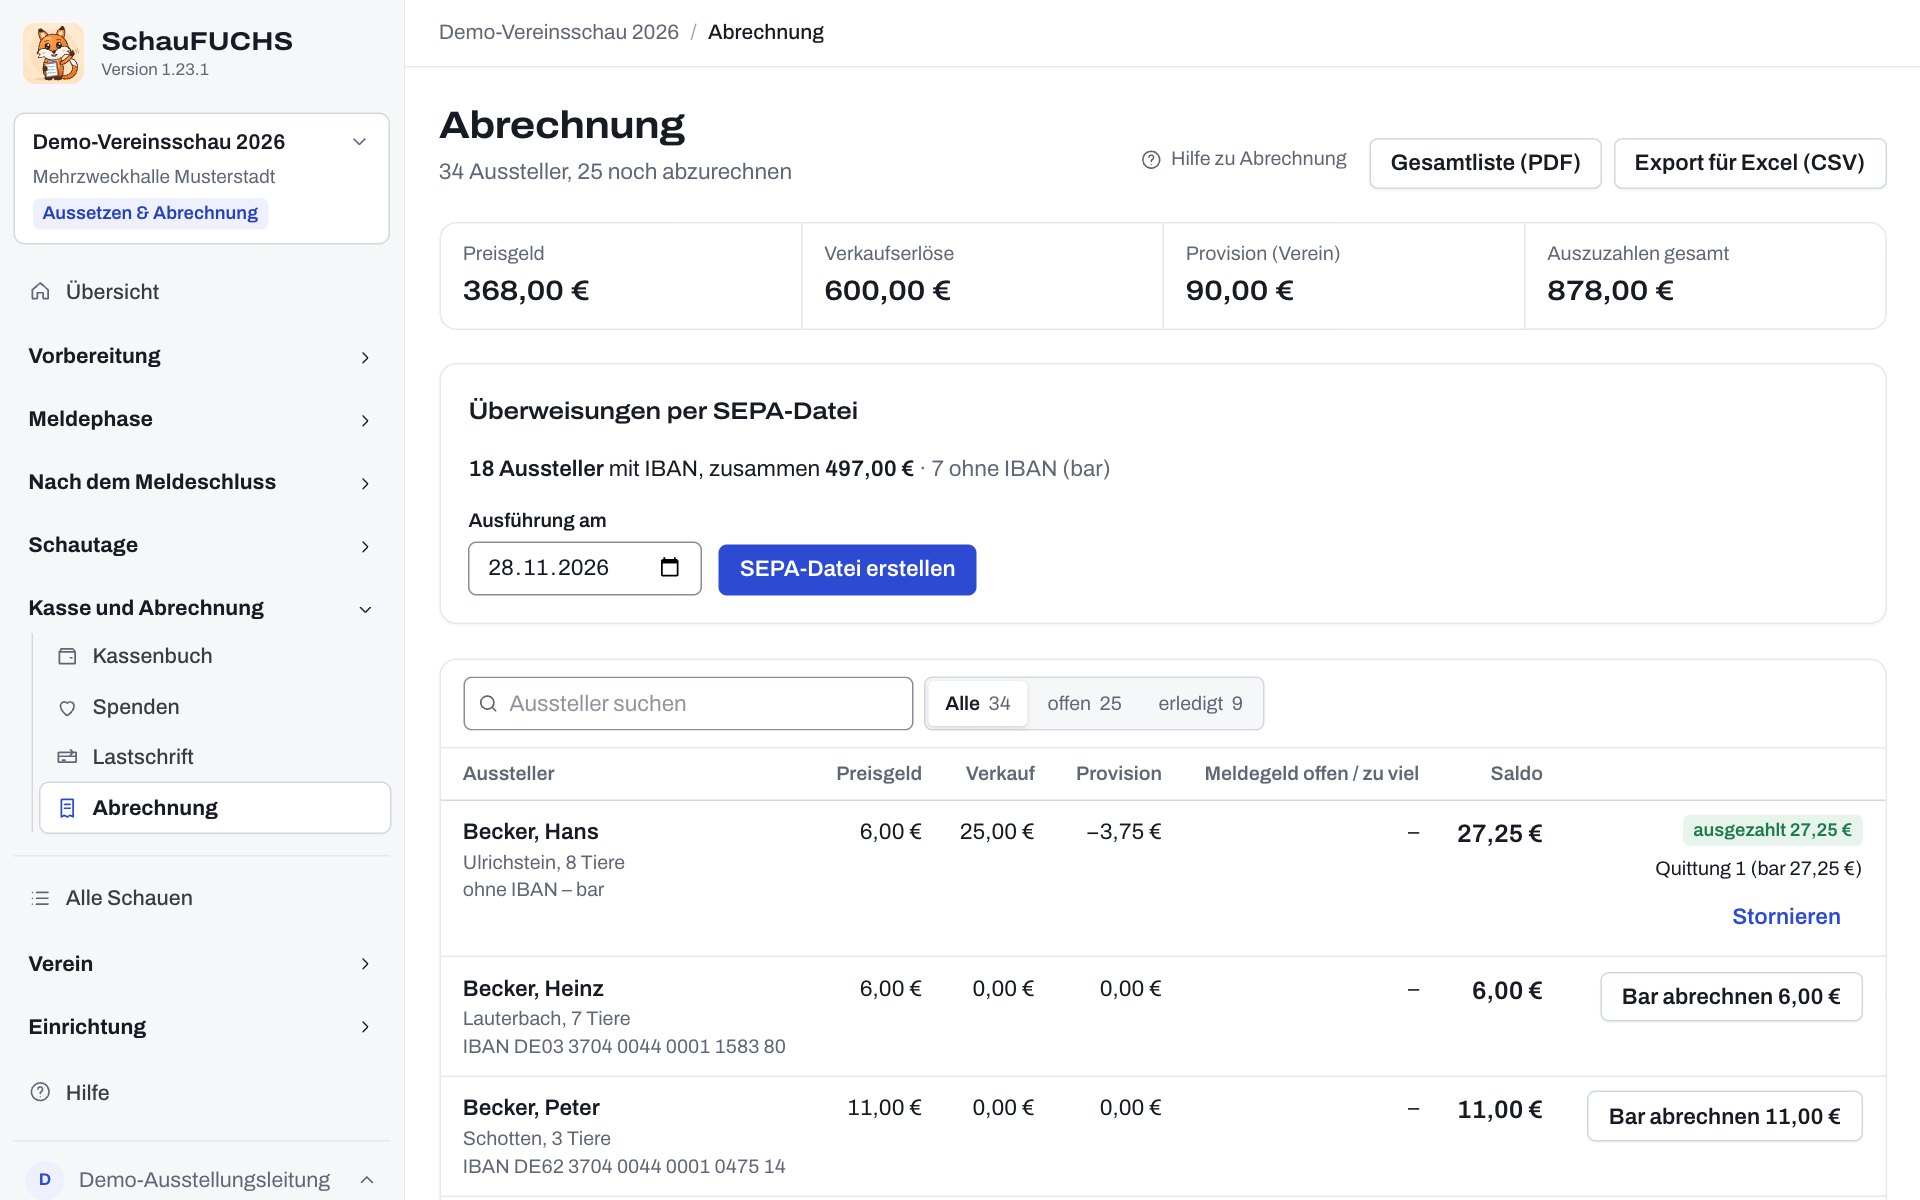 SchauFUCHS
Version 1.23.1
Demo-Vereinsschau 2026
Mehrzweckhalle Musterstadt
Aussetzen & Abrechnung
Übersicht
Vorbereitung
Meldephase
Nach dem Meldeschluss
Schautage
Kasse und Abrechnung
Kassenbuch
Spenden
Lastschrift
Abrechnung
Alle Schauen
Verein
Einrichtung
Hilfe
D Demo-Ausstellungsleitung
Demo-Vereinsschau 2026 / Abrechnung
Abrechnung
34 Aussteller, 25 noch abzurechnen
Hilfe zu Abrechnung
Gesamtliste (PDF)
Export für Excel (CSV)
Preisgeld
368,00 €
Verkaufserlöse
600,00 €
Provision (Verein)
90,00 €
Auszuzahlen gesamt
878,00 €
Überweisungen per SEPA-Datei
18 Aussteller mit IBAN, zusammen 497,00 € · 7 ohne IBAN (bar)
Ausführung am
28.11.2026
SEPA-Datei erstellen
Aussteller suchen
Alle 34 offen 25 erledigt 9
Aussteller Preisgeld Verkauf Provision Meldegeld offen / zu viel Saldo
Becker, Hans 6,00 € 25,00 € −3,75 € – 27,25 € ausgezahlt 27,25 €
Ulrichstein, 8 Tiere
ohne IBAN – bar
Quittung 1 (bar 27,25 €)
Stornieren
Becker, Heinz 6,00 € 0,00 € 0,00 € – 6,00 € Bar abrechnen 6,00 €
Lauterbach, 7 Tiere
IBAN DE03 3704 0044 0001 1583 80
Becker, Peter 11,00 € 0,00 € 0,00 € – 11,00 € Bar abrechnen 11,00 €
Schotten, 3 Tiere
IBAN DE62 3704 0044 0001 0475 14